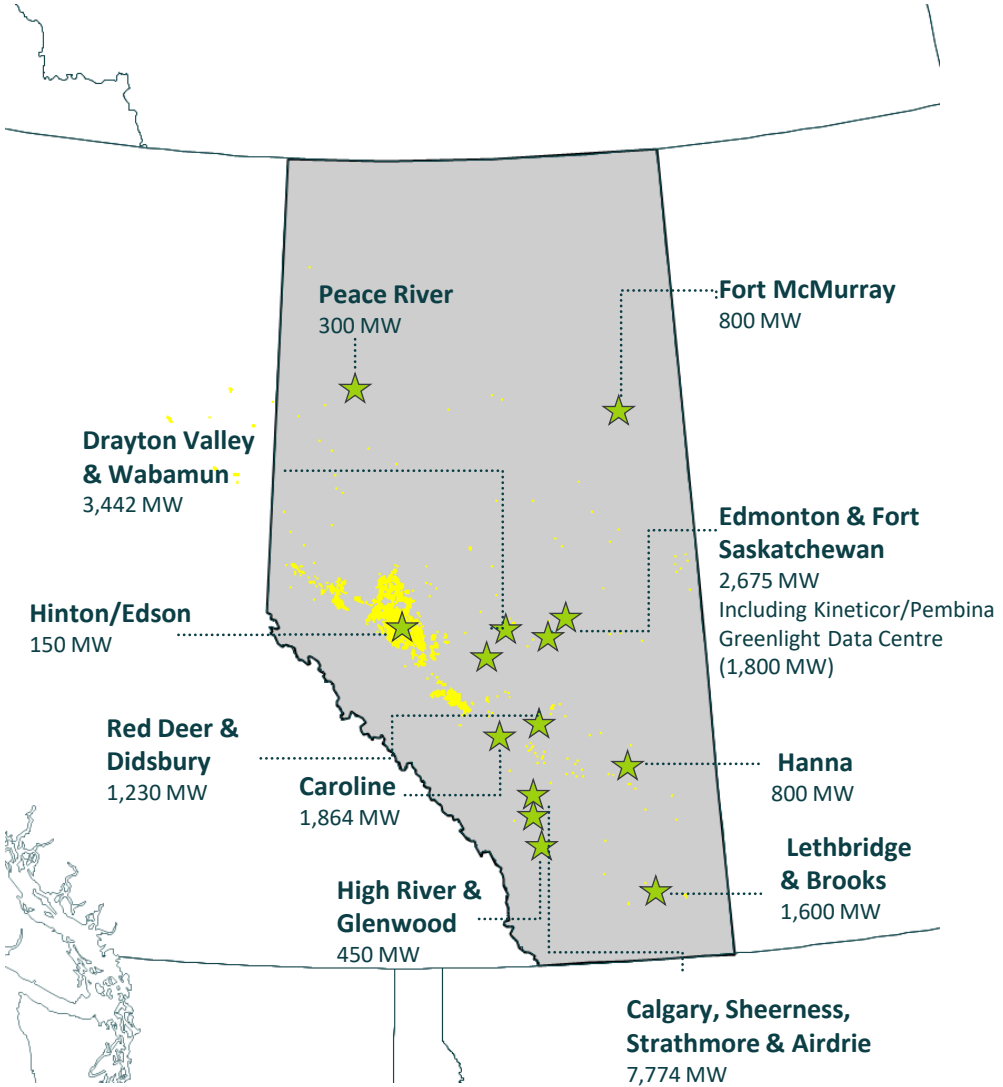 Peace River
300 MW
Fort McMurray
800 MW
Drayton Valley
& Wabamun
3,442 MW
Edmonton & Fort
Saskatchewan
2,675 MW
Including Kineticor/Pembina
Greenlight Data Centre
(1,800 MW)
Hinton/Edson
150 MW
Red Deer &
Didsbury
1,230 MW
Caroline
1,864 MW
Hanna
800 MW
Lethbridge
& Brooks
1,600 MW
High River &
Glenwood
450 MW
Calgary, Sheerness,
Strathmore & Airdrie
7,774 MW